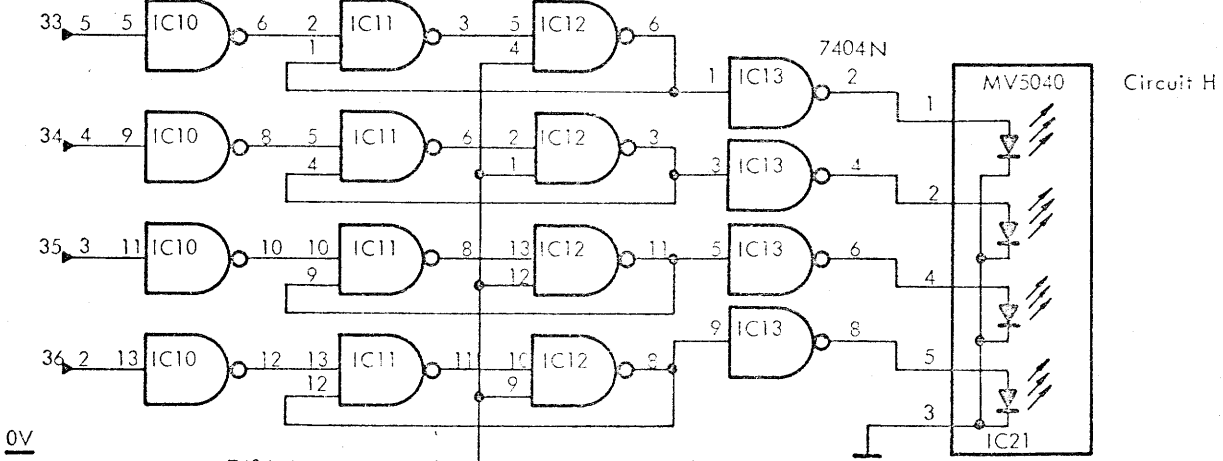 33 5 5 IC10 6 2 IC11 3 5 IC12 6
1 4
7404N
1 IC13 2
MV5040 Circuit H
1
34 4 9 IC10 8 5 IC11 6 2 IC12 3
4 1
3 IC13 4
2
35 3 11 IC10 10 10 IC11 8 13 IC12 11 5 IC13 6
9 12
4
36 2 13 IC10 12 13 IC11 11 10 IC12 8
12 9
9 IC13 8
5
3
0V
IC21